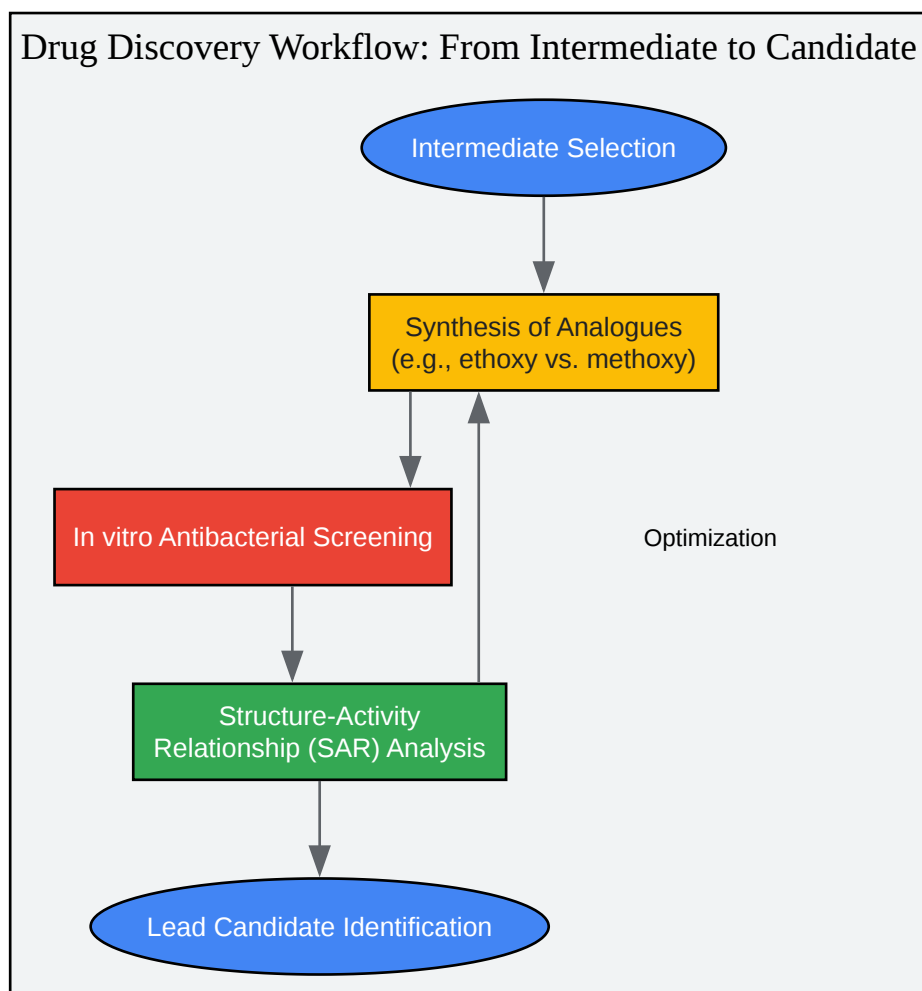 Drug Discovery Workflow: From Intermediate to Candidate
Intermediate Selection
Synthesis of Analogues
(e.g., ethoxy vs. methoxy)
In vitro Antibacterial Screening
Optimization
Structure-Activity
Relationship (SAR) Analysis
Lead Candidate Identification